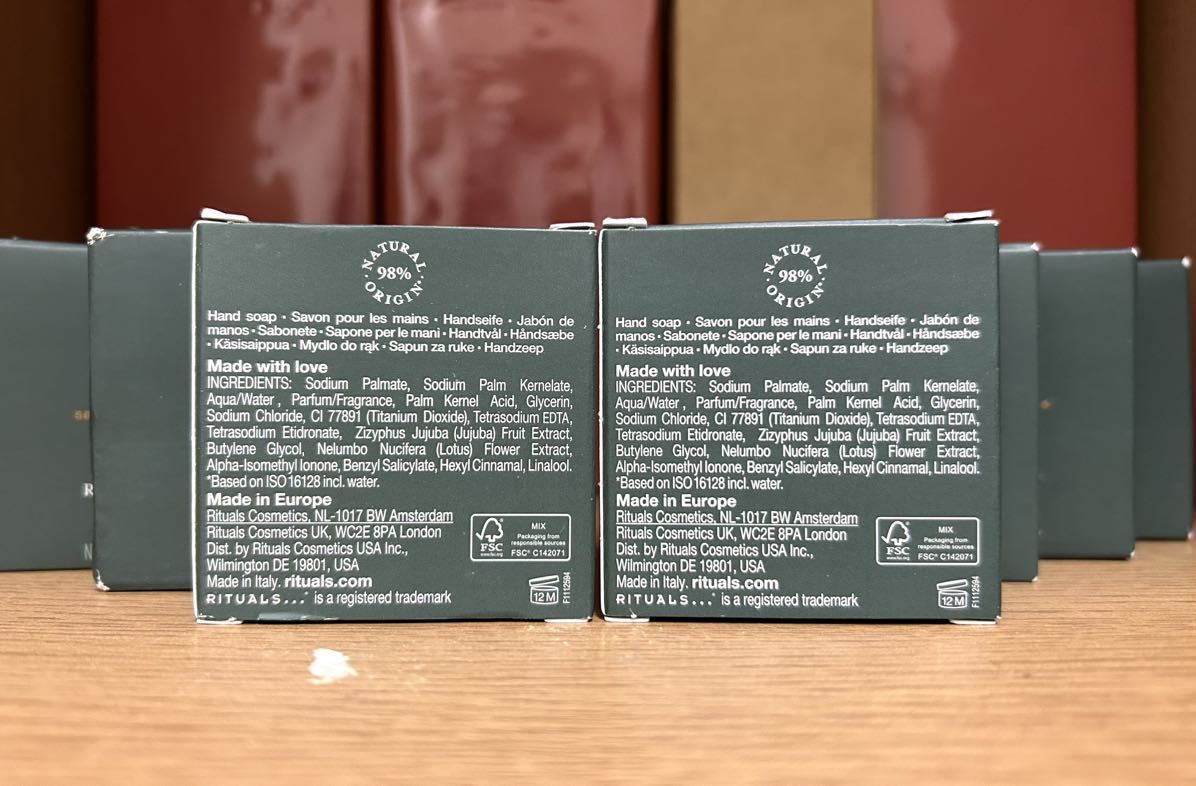 NATURAL
98%
ORIGIN*
Hand soap • Savon pour les mains • Handseife • Jabón de
manos • Sabonete • Sapone per le mani • Handtvål • Håndsæbe
• Käsisaippua • Mydlo do rąk • Sapun za ruke • Handzeep
Made with love
INGREDIENTS: Sodium Palmate, Sodium Palm Kernelate,
Aqua/Water , Parfum/Fragrance, Palm Kernel Acid, Glycerin,
Sodium Chloride, CI 77891 (Titanium Dioxide), Tetrasodium EDTA,
Tetrasodium Etidronate, Zizyphus Jujuba (Jujuba) Fruit Extract,
Butylene Glycol, Nelumbo Nucifera (Lotus) Flower Extract,
Alpha-Isomethyl Ionone, Benzyl Salicylate, Hexyl Cinnamal, Linalool.
*Based on ISO 16128 incl. water.
Made in Europe
Rituals Cosmetics, NL-1017 BW Amsterdam
Rituals Cosmetics UK, WC2E 8PA London
Dist. by Rituals Cosmetics USA Inc.,
Wilmington DE 19801, USA
Made in Italy. rituals.com
RITUALS...® is a registered trademark
FSC
www.fsc.org
MIX
Packaging from
responsible sources
FSC® C142071
12 M
F1112594
NATURAL
98%
ORIGIN*
Hand soap • Savon pour les mains • Handseife • Jabón de
manos • Sabonete • Sapone per le mani • Handtvål • Håndsæbe
• Käsisaippua • Mydlo do rąk • Sapun za ruke • Handzeep
Made with love
INGREDIENTS: Sodium Palmate, Sodium Palm Kernelate,
Aqua/Water , Parfum/Fragrance, Palm Kernel Acid, Glycerin,
Sodium Chloride, CI 77891 (Titanium Dioxide), Tetrasodium EDTA,
Tetrasodium Etidronate, Zizyphus Jujuba (Jujuba) Fruit Extract,
Butylene Glycol, Nelumbo Nucifera (Lotus) Flower Extract,
Alpha-Isomethyl Ionone, Benzyl Salicylate, Hexyl Cinnamal, Linalool.
*Based on ISO 16128 incl. water.
Made in Europe
Rituals Cosmetics, NL-1017 BW Amsterdam
Rituals Cosmetics UK, WC2E 8PA London
Dist. by Rituals Cosmetics USA Inc.,
Wilmington DE 19801, USA
Made in Italy. rituals.com
RITUALS...® is a registered trademark
FSC
www.fsc.org
MIX
Packaging from
responsible sources
FSC® C142071
12 M
F1112594